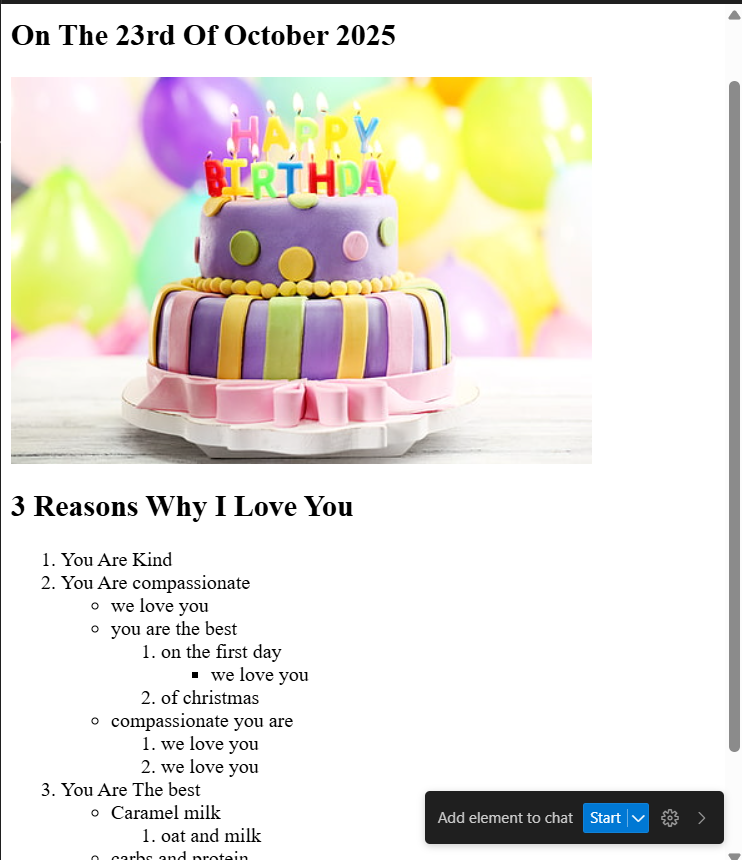 On The 23rd Of October 2025
HAPPY
BIRTHDAY
3 Reasons Why I Love You
1. You Are Kind
2. You Are compassionate
we love you
you are the best
1. on the first day
we love you
2. of christmas
compassionate you are
1. we love you
2. we love you
3. You Are The best
Caramel milk
1. oat and milk
carbs and protein
Add element to chat Start